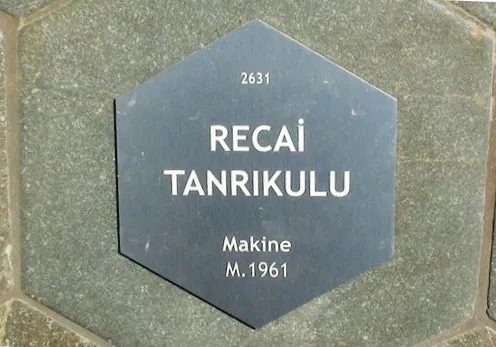 2631
RECAİ
TANRIKULU
Makine
M.1961